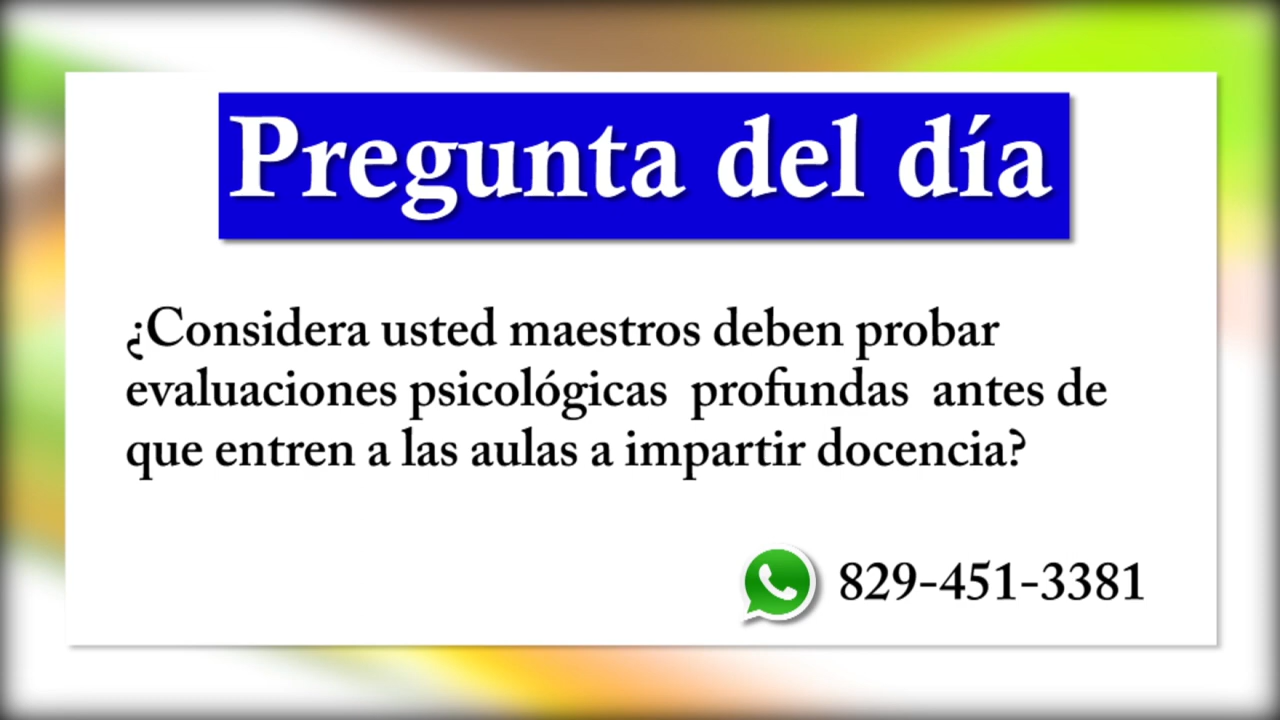 Pregunta del día
¿Considera usted maestros deben probar
evaluaciones psicológicas profundas antes de
que entren a las aulas a impartir docencia?
829-451-3381